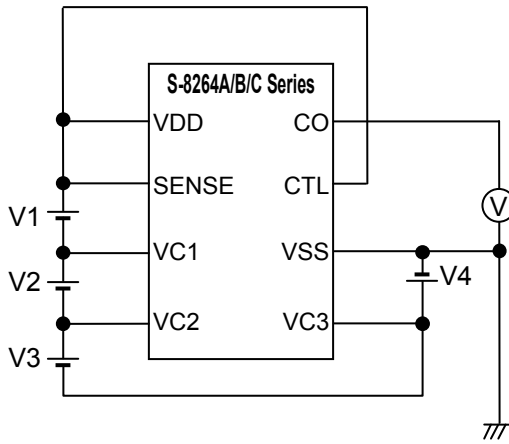 S-8264A/B/C Series
VDD CO
SENSE CTL
V1
V
VC1 VSS
V2 V4
VC2 VC3
V3